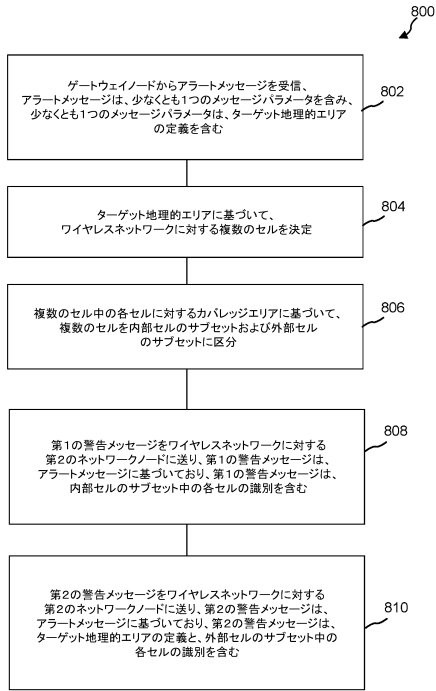 800
ゲートウェイノードからアラートメッセージを受信、
アラートメッセージは、少なくとも1つのメッセージパラメータを含み、
少なくとも1つのメッセージパラメータは、ターゲット地理的エリア
の定義を含む
802
ターゲット地理的エリアに基づいて、
ワイヤレスネットワークに対する複数のセルを決定
804
複数のセル中の各セルに対するカバレッジエリアに基づいて、
複数のセルを内部セルのサブセットおよび外部セル
のサブセットに区分
806
第1の警告メッセージをワイヤレスネットワークに対する
第2のネットワークノードに送り、第1の警告メッセージは、
アラートメッセージに基づいており、第1の警告メッセージは、
内部セルのサブセット中の各セルの識別を含む
808
第2の警告メッセージをワイヤレスネットワークに対する
第2のネットワークノードに送り、第2の警告メッセージは、
アラートメッセージに基づいており、第2の警告メッセージは、
ターゲット地理的エリアの定義と、外部セルのサブセット中の
各セルの識別を含む
810